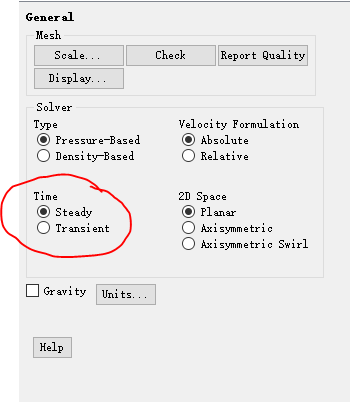 General
Mesh
Scale... Check Report Quality
Display...
Solver
Type Velocity Formulation
Pressure-Based Absolute
Density-Based Relative
Time 2D Space
Steady Planar
Transient Axisymmetric
Axisymmetric Swirl
Gravity Units...
Help